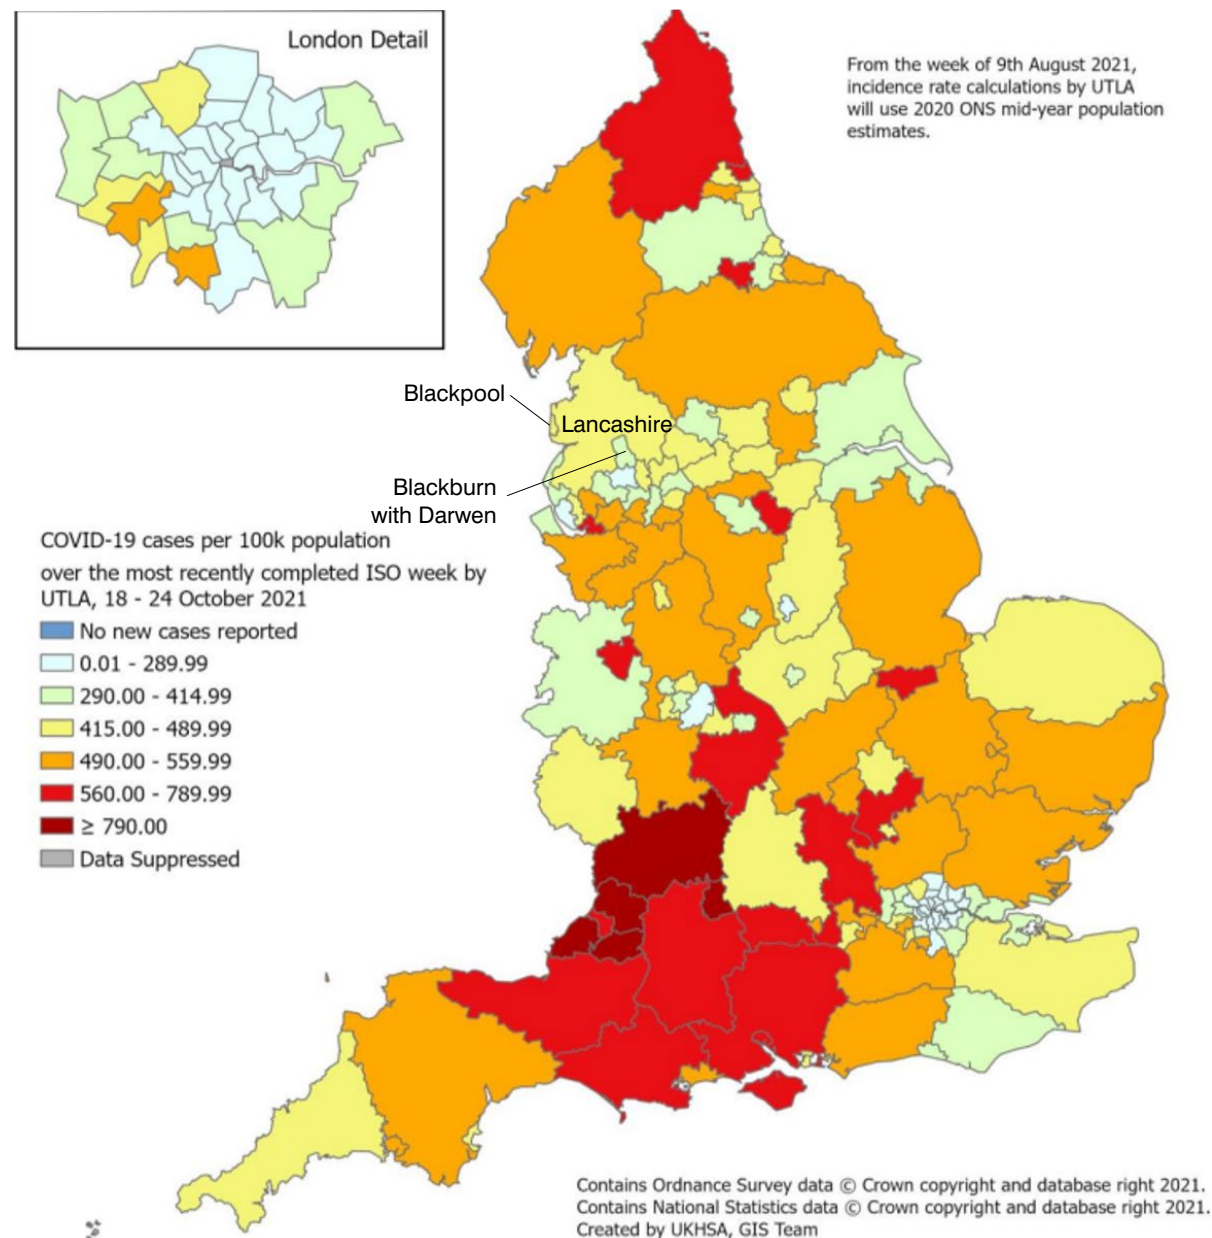 London Detail
From the week of 9th August 2021,
incidence rate calculations by UTLA
will use 2020 ONS mid-year population
estimates.
Blackpool
Lancashire
Blackburn
with Darwen
COVID-19 cases per 100k population
over the most recently completed ISO week by
UTLA, 18 - 24 October 2021
No new cases reported
0.01 - 289.99
290.00 - 414.99
415.00 - 489.99
490.00 - 559.99
560.00 - 789.99
≥ 790.00
Data Suppressed
Contains Ordnance Survey data © Crown copyright and database right 2021.
Contains National Statistics data © Crown copyright and database right 2021.
Created by UKHSA, GIS Team